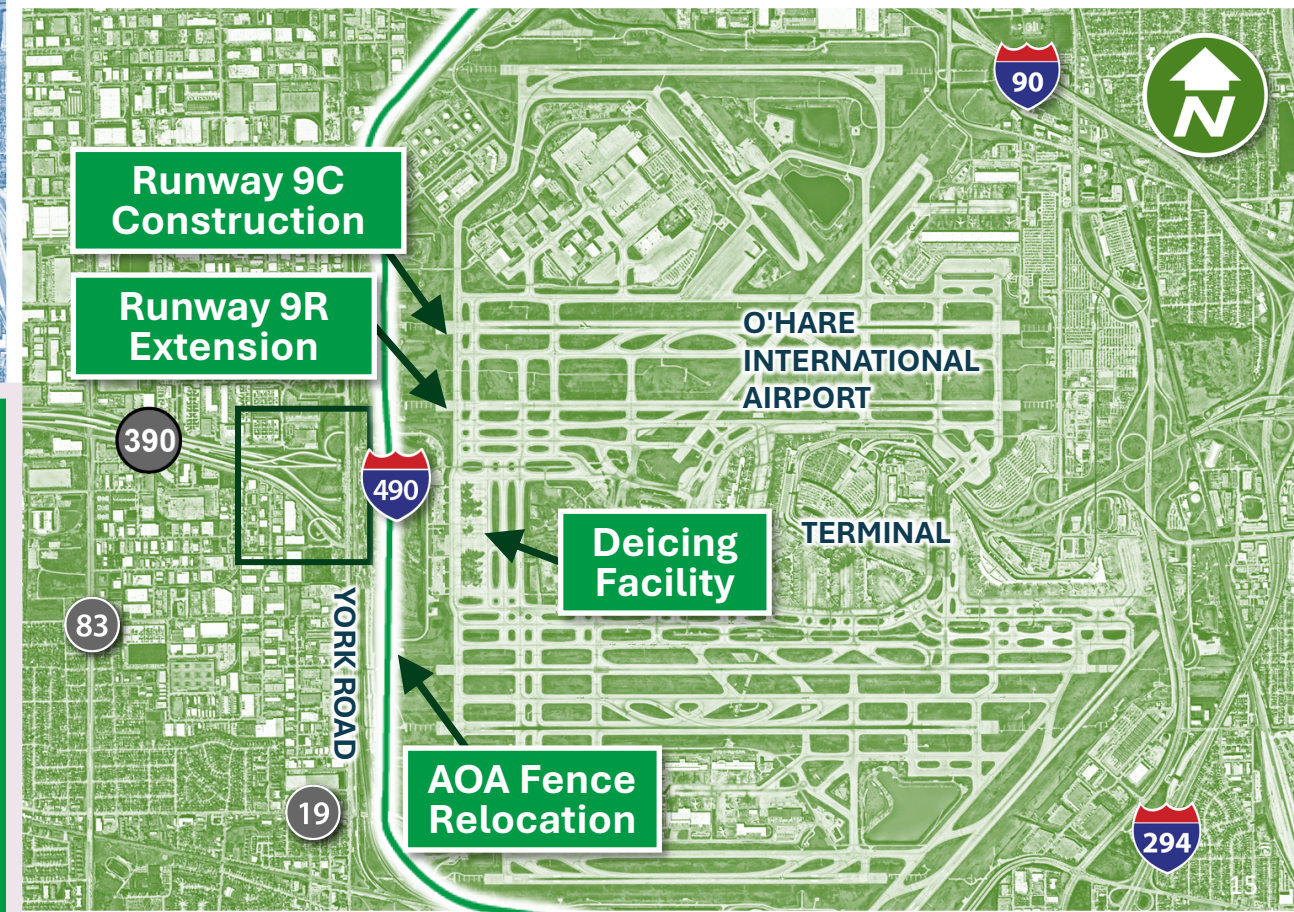 90
N
Runway 9C
Construction
Runway 9R
Extension
O'HARE
INTERNATIONAL
AIRPORT
390
490
Deicing
Facility
TERMINAL
83
YORK ROAD
AOA Fence
Relocation
19
294
15